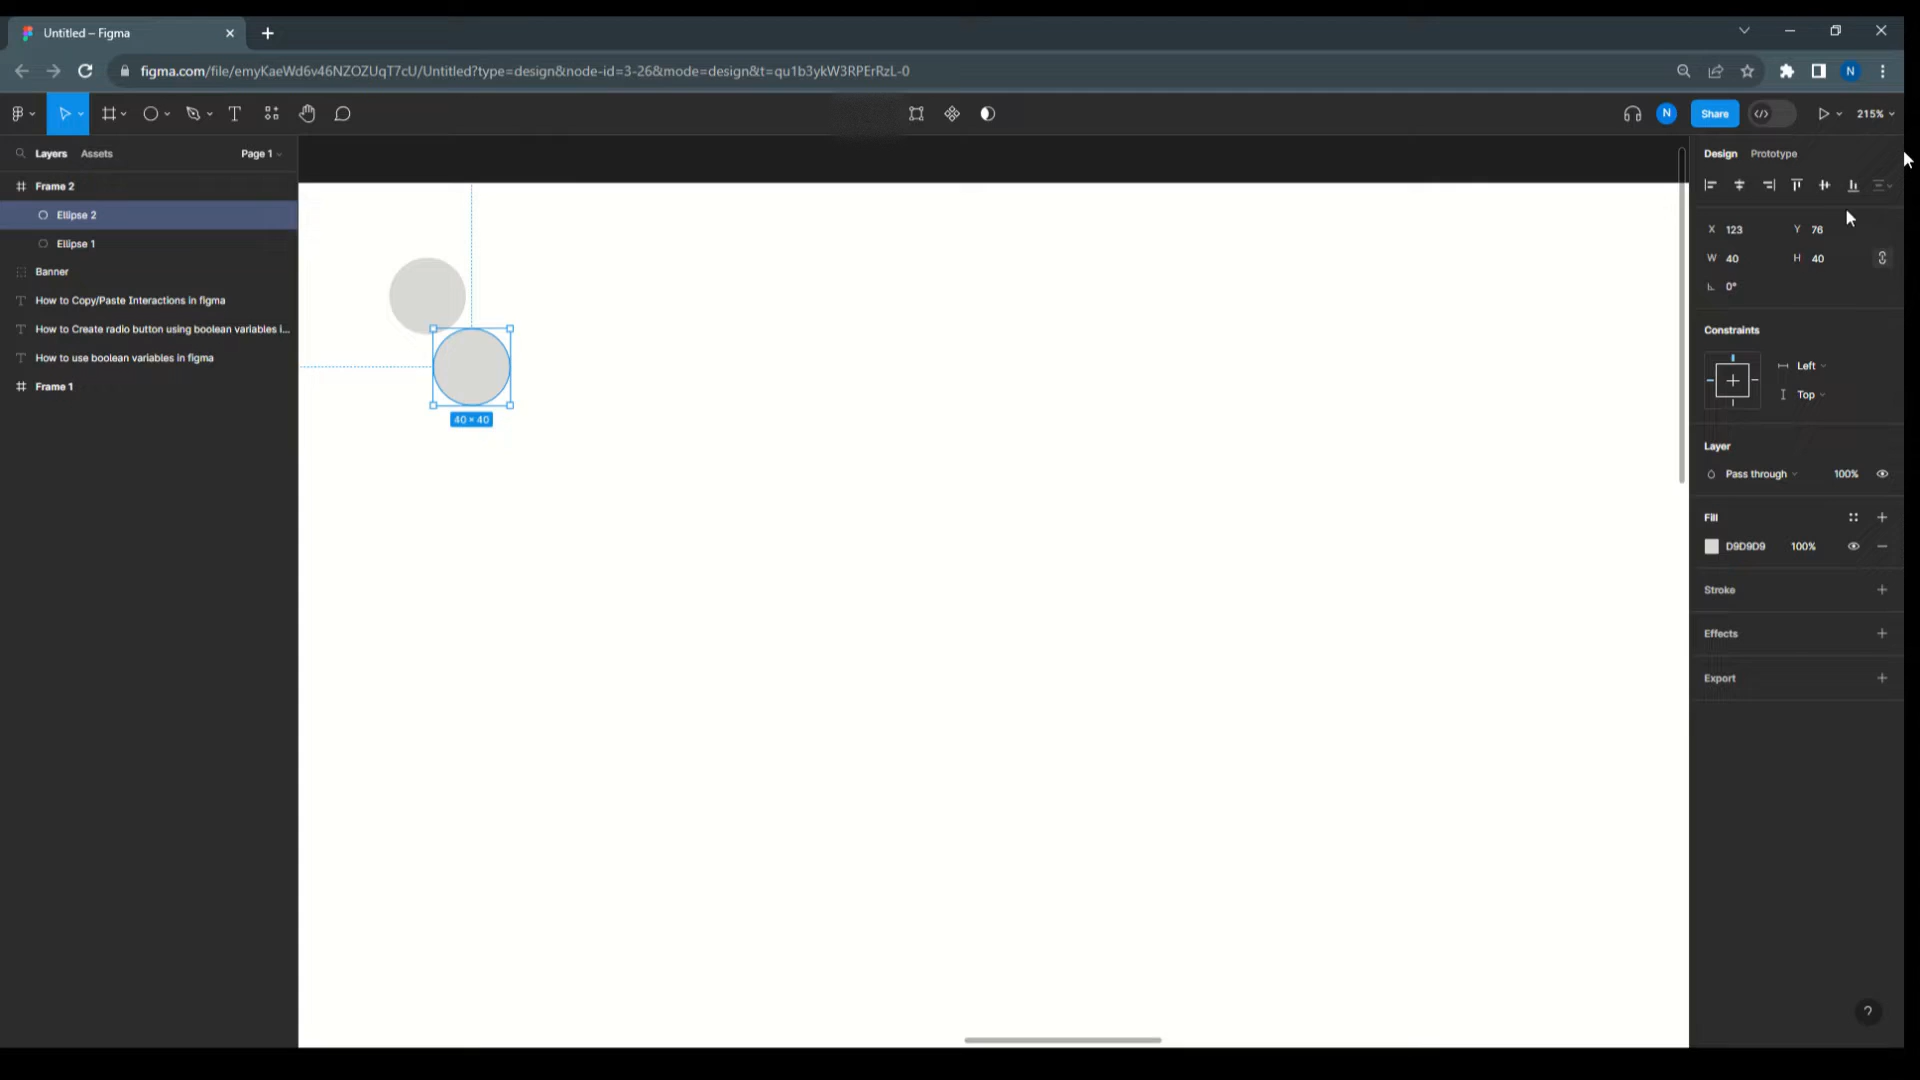 Untitled – Figma
figma.com/file/emyKaeWd6v46NZOZUqT7cU/Untitled?type=design&node-id=3-26&mode=design&t=qu1b3ykW3RPErRzL-0
N
N
Share
215%
Layers
Assets
Page 1
Design
Prototype
Frame 2
Ellipse 2
Ellipse 1
Banner
How to Copy/Paste Interactions in figma
How to Create radio button using boolean variables i...
How to use boolean variables in figma
Frame 1
40 × 40
X 123
Y 76
W 40
H 40
0°
Constraints
Left
Top
Layer
Pass through
100%
Fill
D9D9D9
100%
Stroke
Effects
Export
?